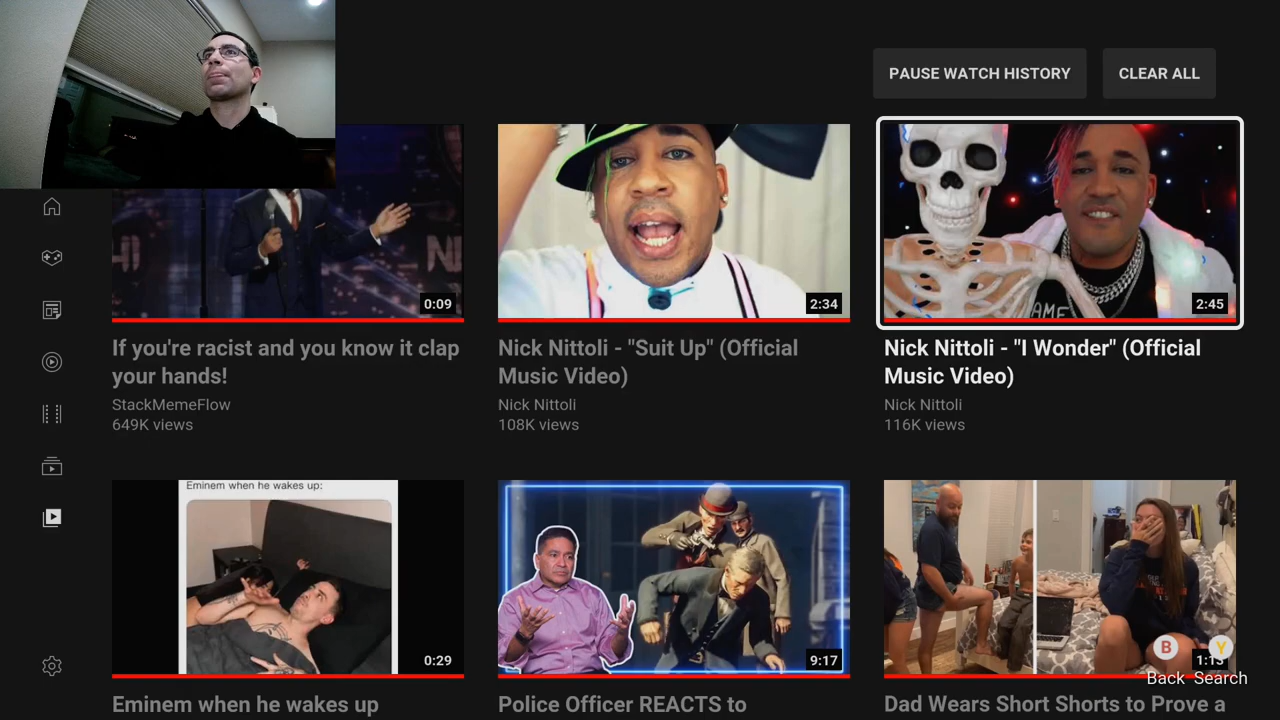 PAUSE WATCH HISTORY
CLEAR ALL
0:09
2:34
2:45
If you're racist and you know it clap
your hands!
StackMemeFlow
649K views
Nick Nittoli - "Suit Up" (Official
Music Video)
Nick Nittoli
108K views
Nick Nittoli - "I Wonder" (Official
Music Video)
Nick Nittoli
116K views
Eminem when he wakes up:
0:29
9:17
B
Y
Back
Search
Eminem when he wakes up
Police Officer REACTS to
Dad Wears Short Shorts to Prove a